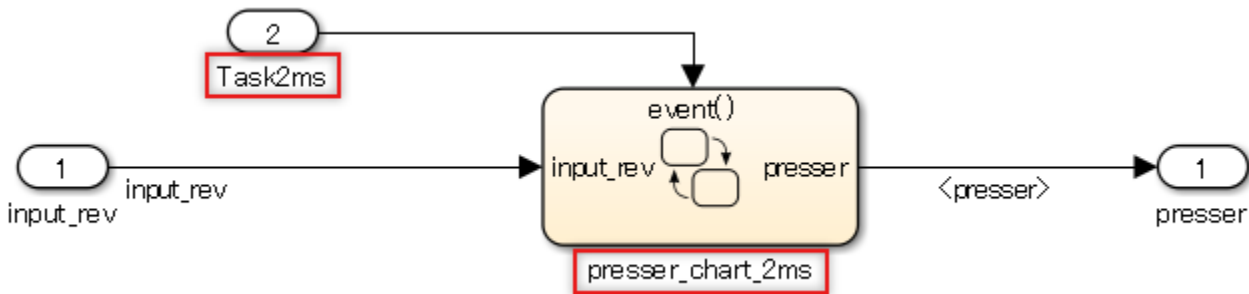 2
Task2ms
event()
1
input_rev
input_rev
input_rev
presser
<presser>
1
presser
presser_chart_2ms